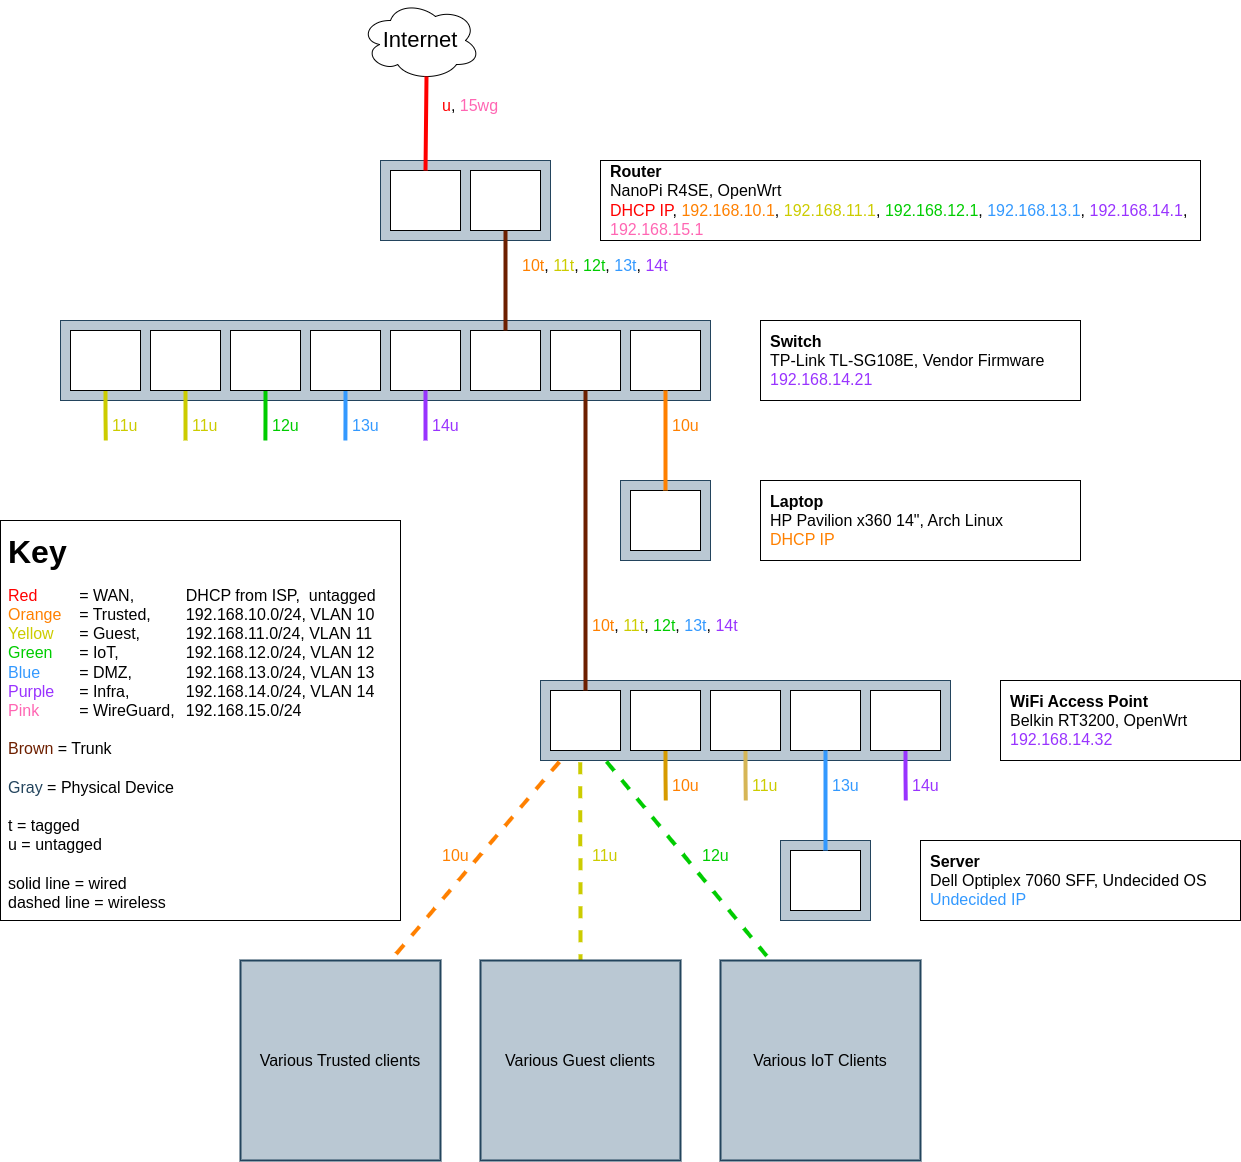 Internet
u, 15wg
Router
NanoPi R4SE, OpenWrt
DHCP IP, 192.168.10.1, 192.168.11.1, 192.168.12.1, 192.168.13.1, 192.168.14.1,
192.168.15.1
10t, 11t, 12t, 13t, 14t
Switch
TP-Link TL-SG108E, Vendor Firmware
192.168.14.21
11u
11u
12u
13u
14u
10u
Laptop
HP Pavilion x360 14", Arch Linux
DHCP IP
Key
Red = WAN, DHCP from ISP, untagged
Orange = Trusted, 192.168.10.0/24, VLAN 10
Yellow = Guest, 192.168.11.0/24, VLAN 11
Green = IoT, 192.168.12.0/24, VLAN 12
Blue = DMZ, 192.168.13.0/24, VLAN 13
Purple = Infra, 192.168.14.0/24, VLAN 14
Pink = WireGuard, 192.168.15.0/24
Brown = Trunk
Gray = Physical Device
t = tagged
u = untagged
solid line = wired
dashed line = wireless
10t, 11t, 12t, 13t, 14t
WiFi Access Point
Belkin RT3200, OpenWrt
192.168.14.32
10u
11u
13u
14u
10u
11u
12u
Server
Dell Optiplex 7060 SFF, Undecided OS
Undecided IP
Various Trusted clients
Various Guest clients
Various IoT Clients